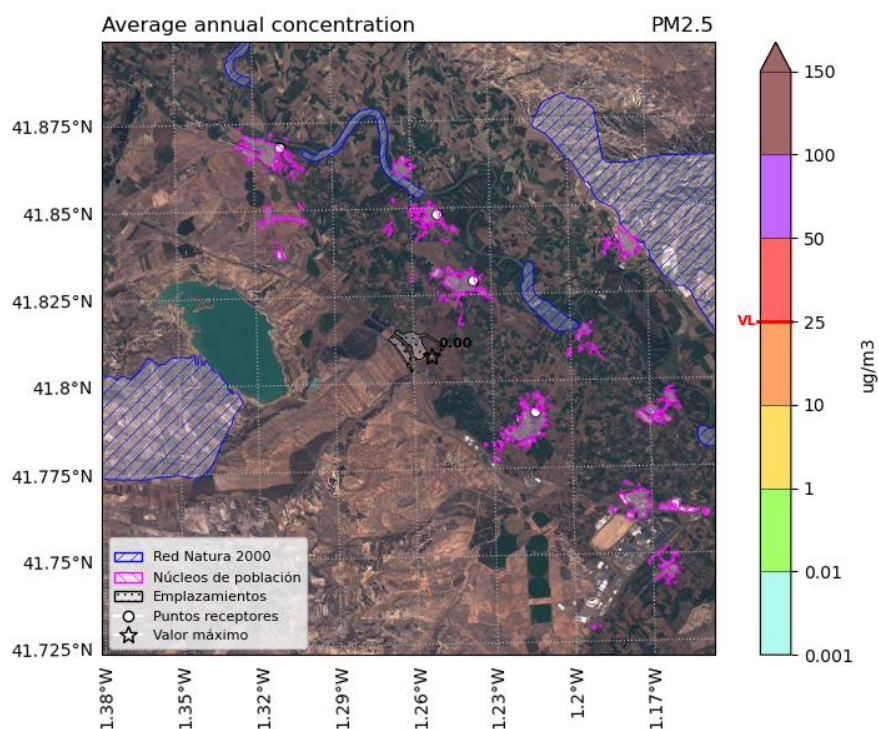 Average annual concentration
PM2.5
41.875°N
41.85°N
41.825°N
41.8°N
41.775°N
41.75°N
41.725°N
0.00
Red Natura 2000
Núcleos de población
Emplazamientos
Puntos receptores
Valor máximo
1.38°W
1.35°W
1.32°W
1.29°W
1.26°W
1.23°W
1.2°W
1.17°W
150
100
50
VL
25
10
1
0.01
0.001
ug/m3